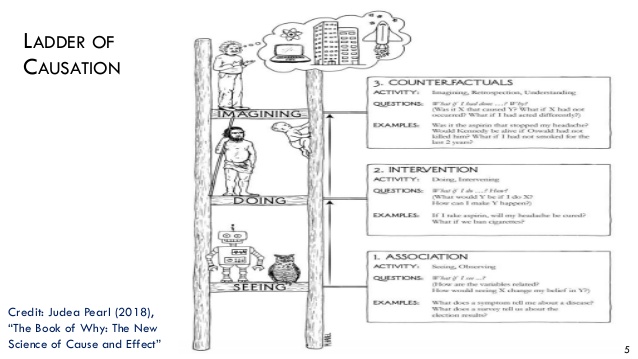 LADDER OF
CAUSATION
IMAGINING
DOING
SEEING
3. COUNTERFACTUALS
ACTIVITY: Imagining, Retrospection, Understanding
QUESTIONS: What if I had done ...? Why?
(Was it X that caused Y? What if X had not
occurred? What if I had acted differently?)
EXAMPLES: Was it the aspirin that stopped my headache?
Would Kennedy be alive if Oswald had not
killed him? What if I had not smoked for the
last 2 years?
2. INTERVENTION
ACTIVITY: Doing, Intervening
QUESTIONS: What if I do ...? How?
(What would Y be if I do X?
How can I make Y happen?)
EXAMPLES: If I take aspirin, will my headache be cured?
What if we ban cigarettes?
1. ASSOCIATION
ACTIVITY: Seeing, Observing
QUESTIONS: What if I see ...?
(How are the variables related?
How would seeing X change my belief in Y?)
EXAMPLES: What does a symptom tell me about a disease?
What does a survey tell us about the
election results?
Credit: Judea Pearl (2018),
"The Book of Why: The New
Science of Cause and Effect"
5